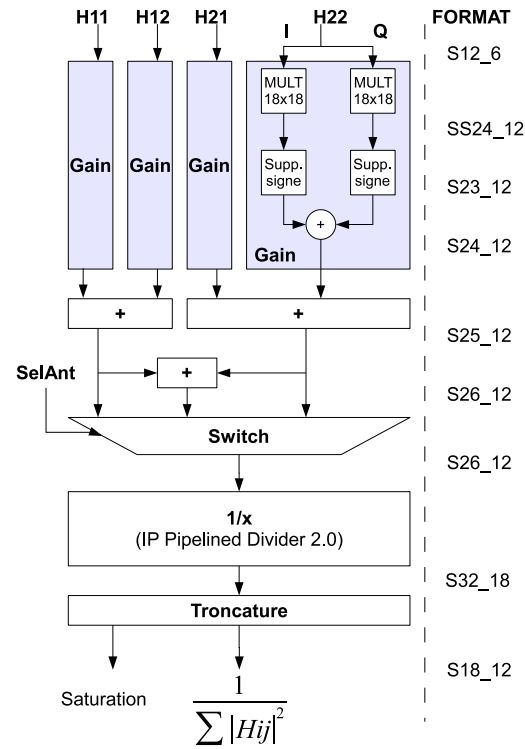 H11 H12 H21 H22 FORMAT
I Q
S12_6
MULT 18x18
MULT 18x18
SS24_12
Gain Gain Gain
Supp. signe
Supp. signe
S23_12
+
S24_12
Gain
+ +
S25_12
SelAnt
+
S26_12
Switch
S26_12
1/x
(IP Pipelined Divider 2.0)
S32_18
Troncature
S18_12
Saturation
1 / ∑ |Hij|²